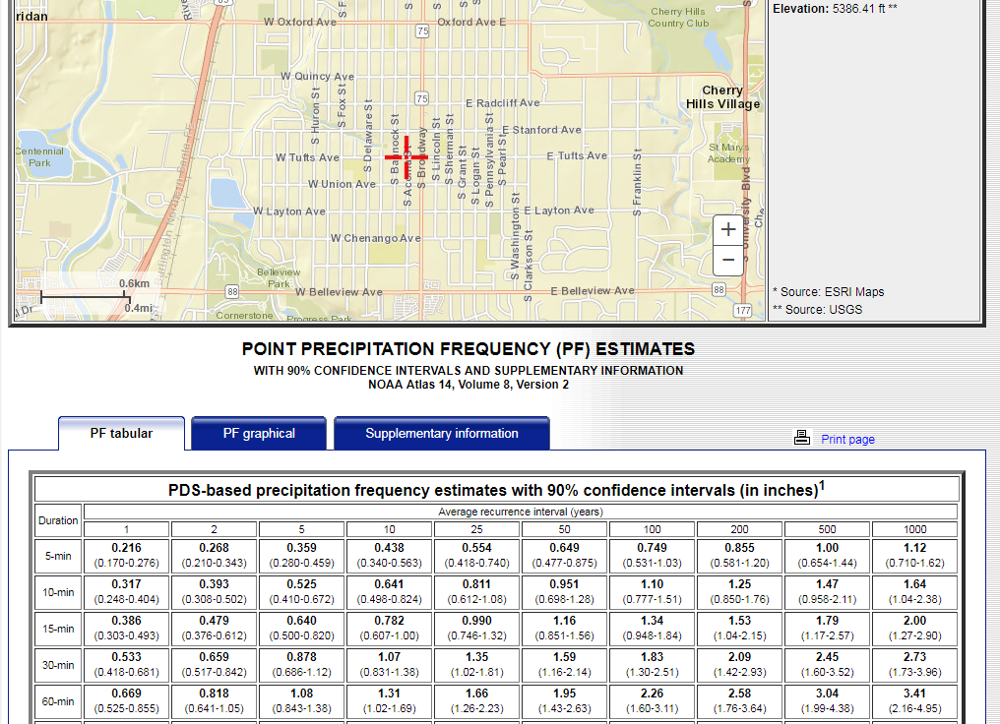 ridan
River
85
W Oxford Ave
75
Oxford Ave E
Cherry Hills
Country Club
Elevation: 5386.41 ft **
W Quincy Ave
75
E Radcliff Ave
Cherry
Hills Village
S Huron St
S Fox St
S Delaware St
S Bannock St
S Broadway
S Lincoln St
S Sherman St
S Grant St
S Logan St
S Pennsylvania St
S Pearl St
E Stanford Ave
Centennial
Park
W Tufts Ave
E Tufts Ave
St Mary's
Academy
W Union Ave
S Franklin St
S University Blvd
W Layton Ave
E Layton Ave
S Washington St
S Clarkson St
W Chenango Ave
+
−
Belleview
Park
0.6km
0.4mi
88
W Belleview Ave
E Belleview Ave
88
177
Dr
Cornerstone
Progress Park
* Source: ESRI Maps
** Source: USGS
POINT PRECIPITATION FREQUENCY (PF) ESTIMATES
WITH 90% CONFIDENCE INTERVALS AND SUPPLEMENTARY INFORMATION
NOAA Atlas 14, Volume 8, Version 2
PF tabular PF graphical Supplementary information
Print page
PDS-based precipitation frequency estimates with 90% confidence intervals (in inches)1
Duration
Average recurrence interval (years)
1 2 5 10 25 50 100 200 500 1000
5-min
0.216 0.268 0.359 0.438 0.554 0.649 0.749 0.855 1.00 1.12
(0.170-0.276) (0.210-0.343) (0.280-0.459) (0.340-0.563) (0.418-0.740) (0.477-0.875) (0.531-1.03) (0.581-1.20) (0.654-1.44) (0.710-1.62)
10-min
0.317 0.393 0.525 0.641 0.811 0.951 1.10 1.25 1.47 1.64
(0.248-0.404) (0.308-0.502) (0.410-0.672) (0.498-0.824) (0.612-1.08) (0.698-1.28) (0.777-1.51) (0.850-1.76) (0.958-2.11) (1.04-2.38)
15-min
0.386 0.479 0.640 0.782 0.990 1.16 1.34 1.53 1.79 2.00
(0.303-0.493) (0.376-0.612) (0.500-0.820) (0.607-1.00) (0.746-1.32) (0.851-1.56) (0.948-1.84) (1.04-2.15) (1.17-2.57) (1.27-2.90)
30-min
0.533 0.659 0.878 1.07 1.35 1.59 1.83 2.09 2.45 2.73
(0.418-0.681) (0.517-0.842) (0.686-1.12) (0.831-1.38) (1.02-1.81) (1.16-2.14) (1.30-2.51) (1.42-2.93) (1.60-3.52) (1.73-3.96)
60-min
0.669 0.818 1.08 1.31 1.66 1.95 2.26 2.58 3.04 3.41
(0.525-0.855) (0.641-1.05) (0.843-1.38) (1.02-1.69) (1.26-2.23) (1.43-2.63) (1.60-3.11) (1.76-3.64) (1.99-4.38) (2.16-4.95)